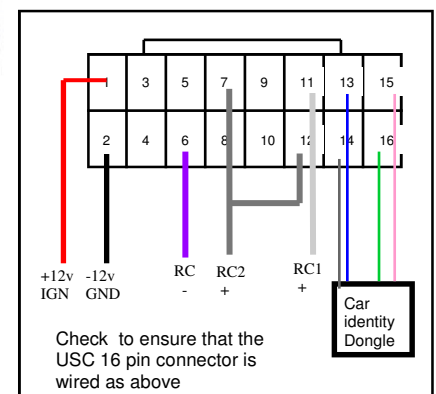 1 3 5 7 9 11 13 15
2 4 6 8 10 12 14 16
+12v -12v RC RC2 RC1
IGN GND - + +
Car
identity
Dongle
Check to ensure that the
USC 16 pin connector is
wired as above